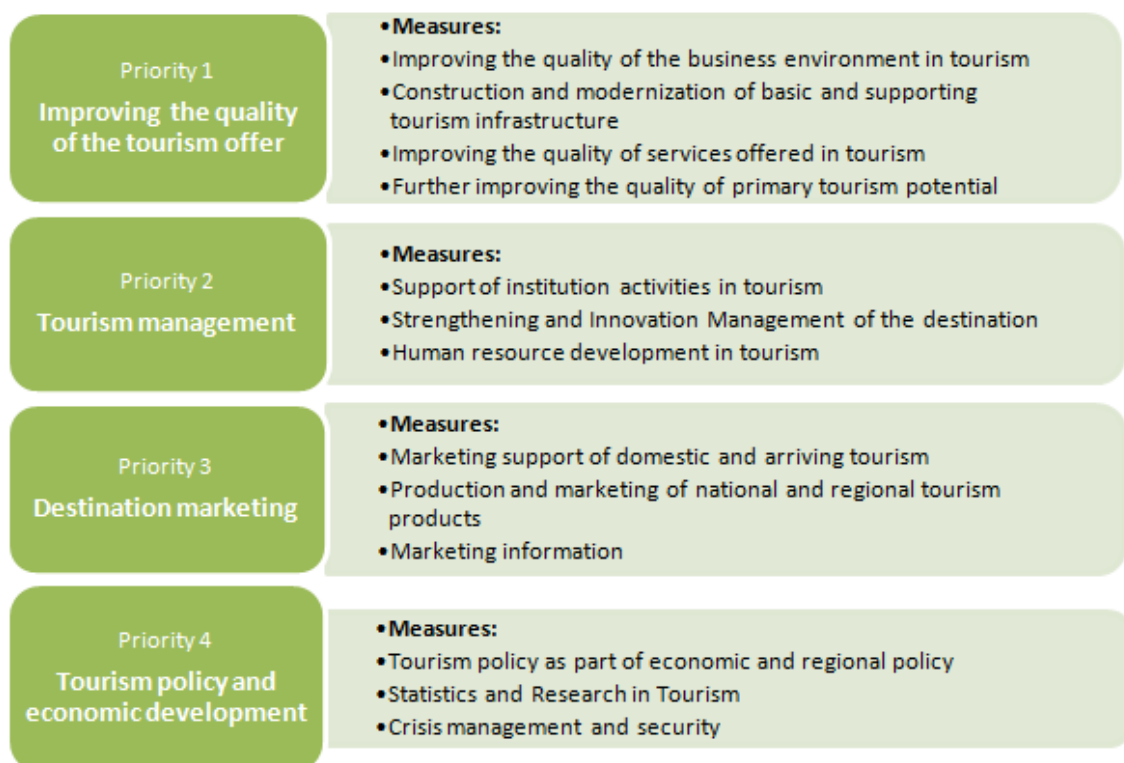 Priority 1
Improving the quality
of the tourism offer
•Measures:
•Improving the quality of the business environment in tourism
•Construction and modernization of basic and supporting
tourism infrastructure
•Improving the quality of services offered in tourism
•Further improving the quality of primary tourism potential
Priority 2
Tourism management
•Measures:
•Support of institution activities in tourism
•Strengthening and Innovation Management of the destination
•Human resource development in tourism
Priority 3
Destination marketing
•Measures:
•Marketing support of domestic and arriving tourism
•Production and marketing of national and regional tourism
products
•Marketing information
Priority 4
Tourism policy and
economic development
•Measures:
•Tourism policy as part of economic and regional policy
•Statistics and Research in Tourism
•Crisis management and security